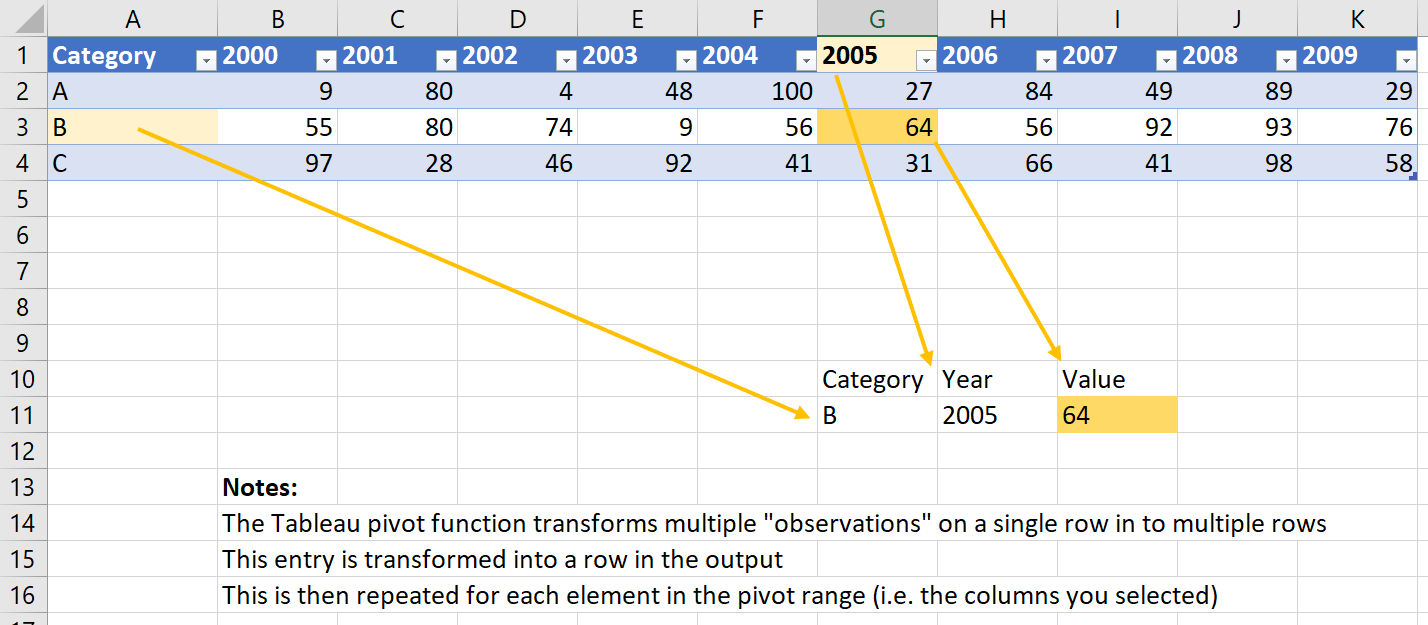 A B C D E F G H I J K
1 Category 2000 2001 2002 2003 2004 2005 2006 2007 2008 2009
2 A 9 80 4 48 100 27 84 49 89 29
3 B 55 80 74 9 56 64 56 92 93 76
4 C 97 28 46 92 41 31 66 41 98 58
5
6
7
8
9
10 Category Year Value
11 B 2005 64
12
13 Notes:
14 The Tableau pivot function transforms multiple "observations" on a single row in to multiple rows
15 This entry is transformed into a row in the output
16 This is then repeated for each element in the pivot range (i.e. the columns you selected)
17